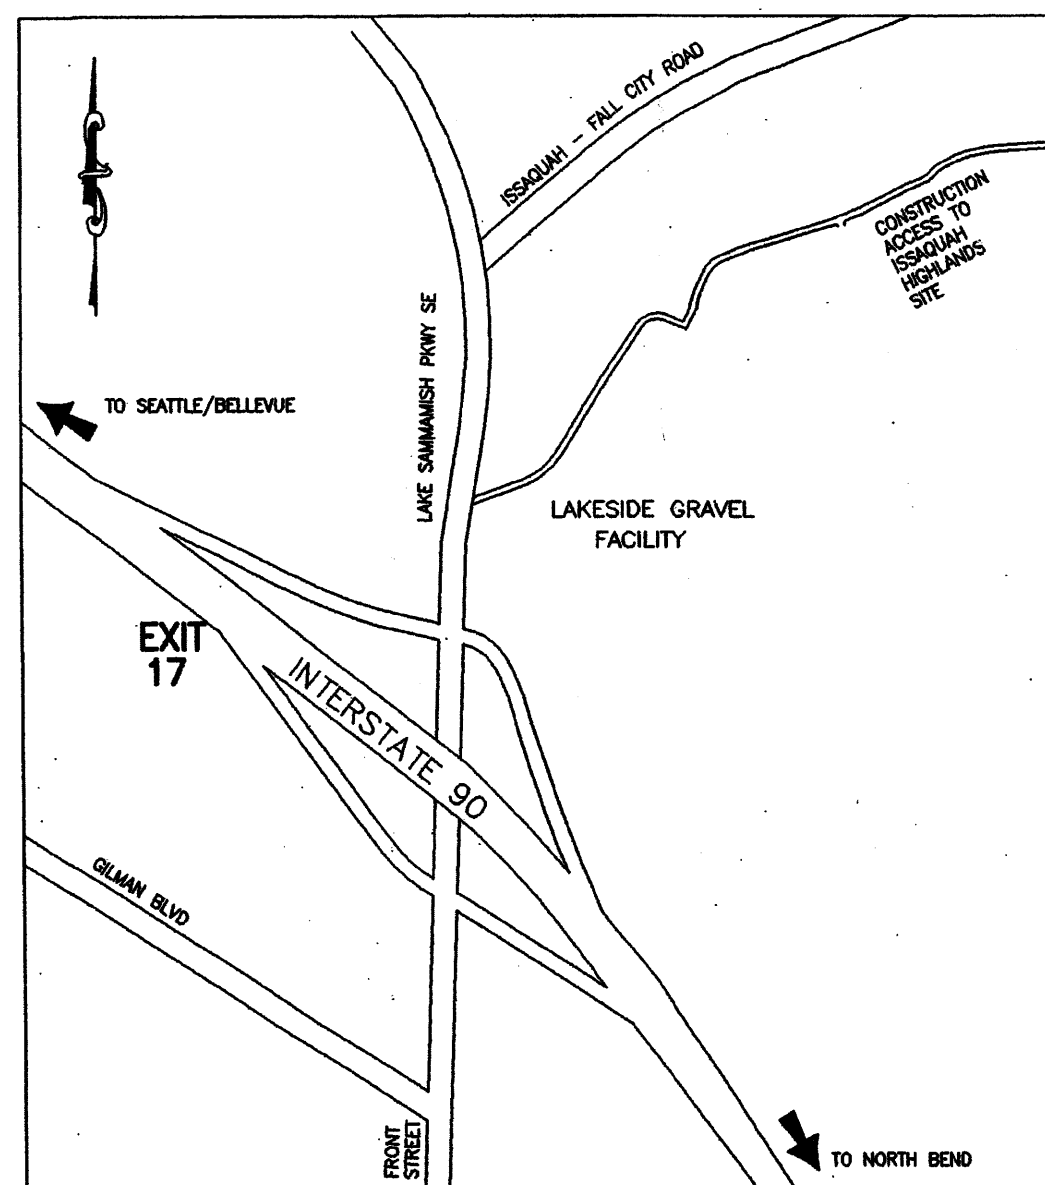 ISSAQUAH - FALL CITY ROAD
CONSTRUCTION
ACCESS TO
ISSAQUAH
HIGHLANDS
SITE
LAKE SAMMAMISH PKWY SE
TO SEATTLE/BELLEVUE
LAKESIDE GRAVEL
FACILITY
EXIT
17
INTERSTATE 90
GILMAN BLVD
FRONT
STREET
TO NORTH BEND